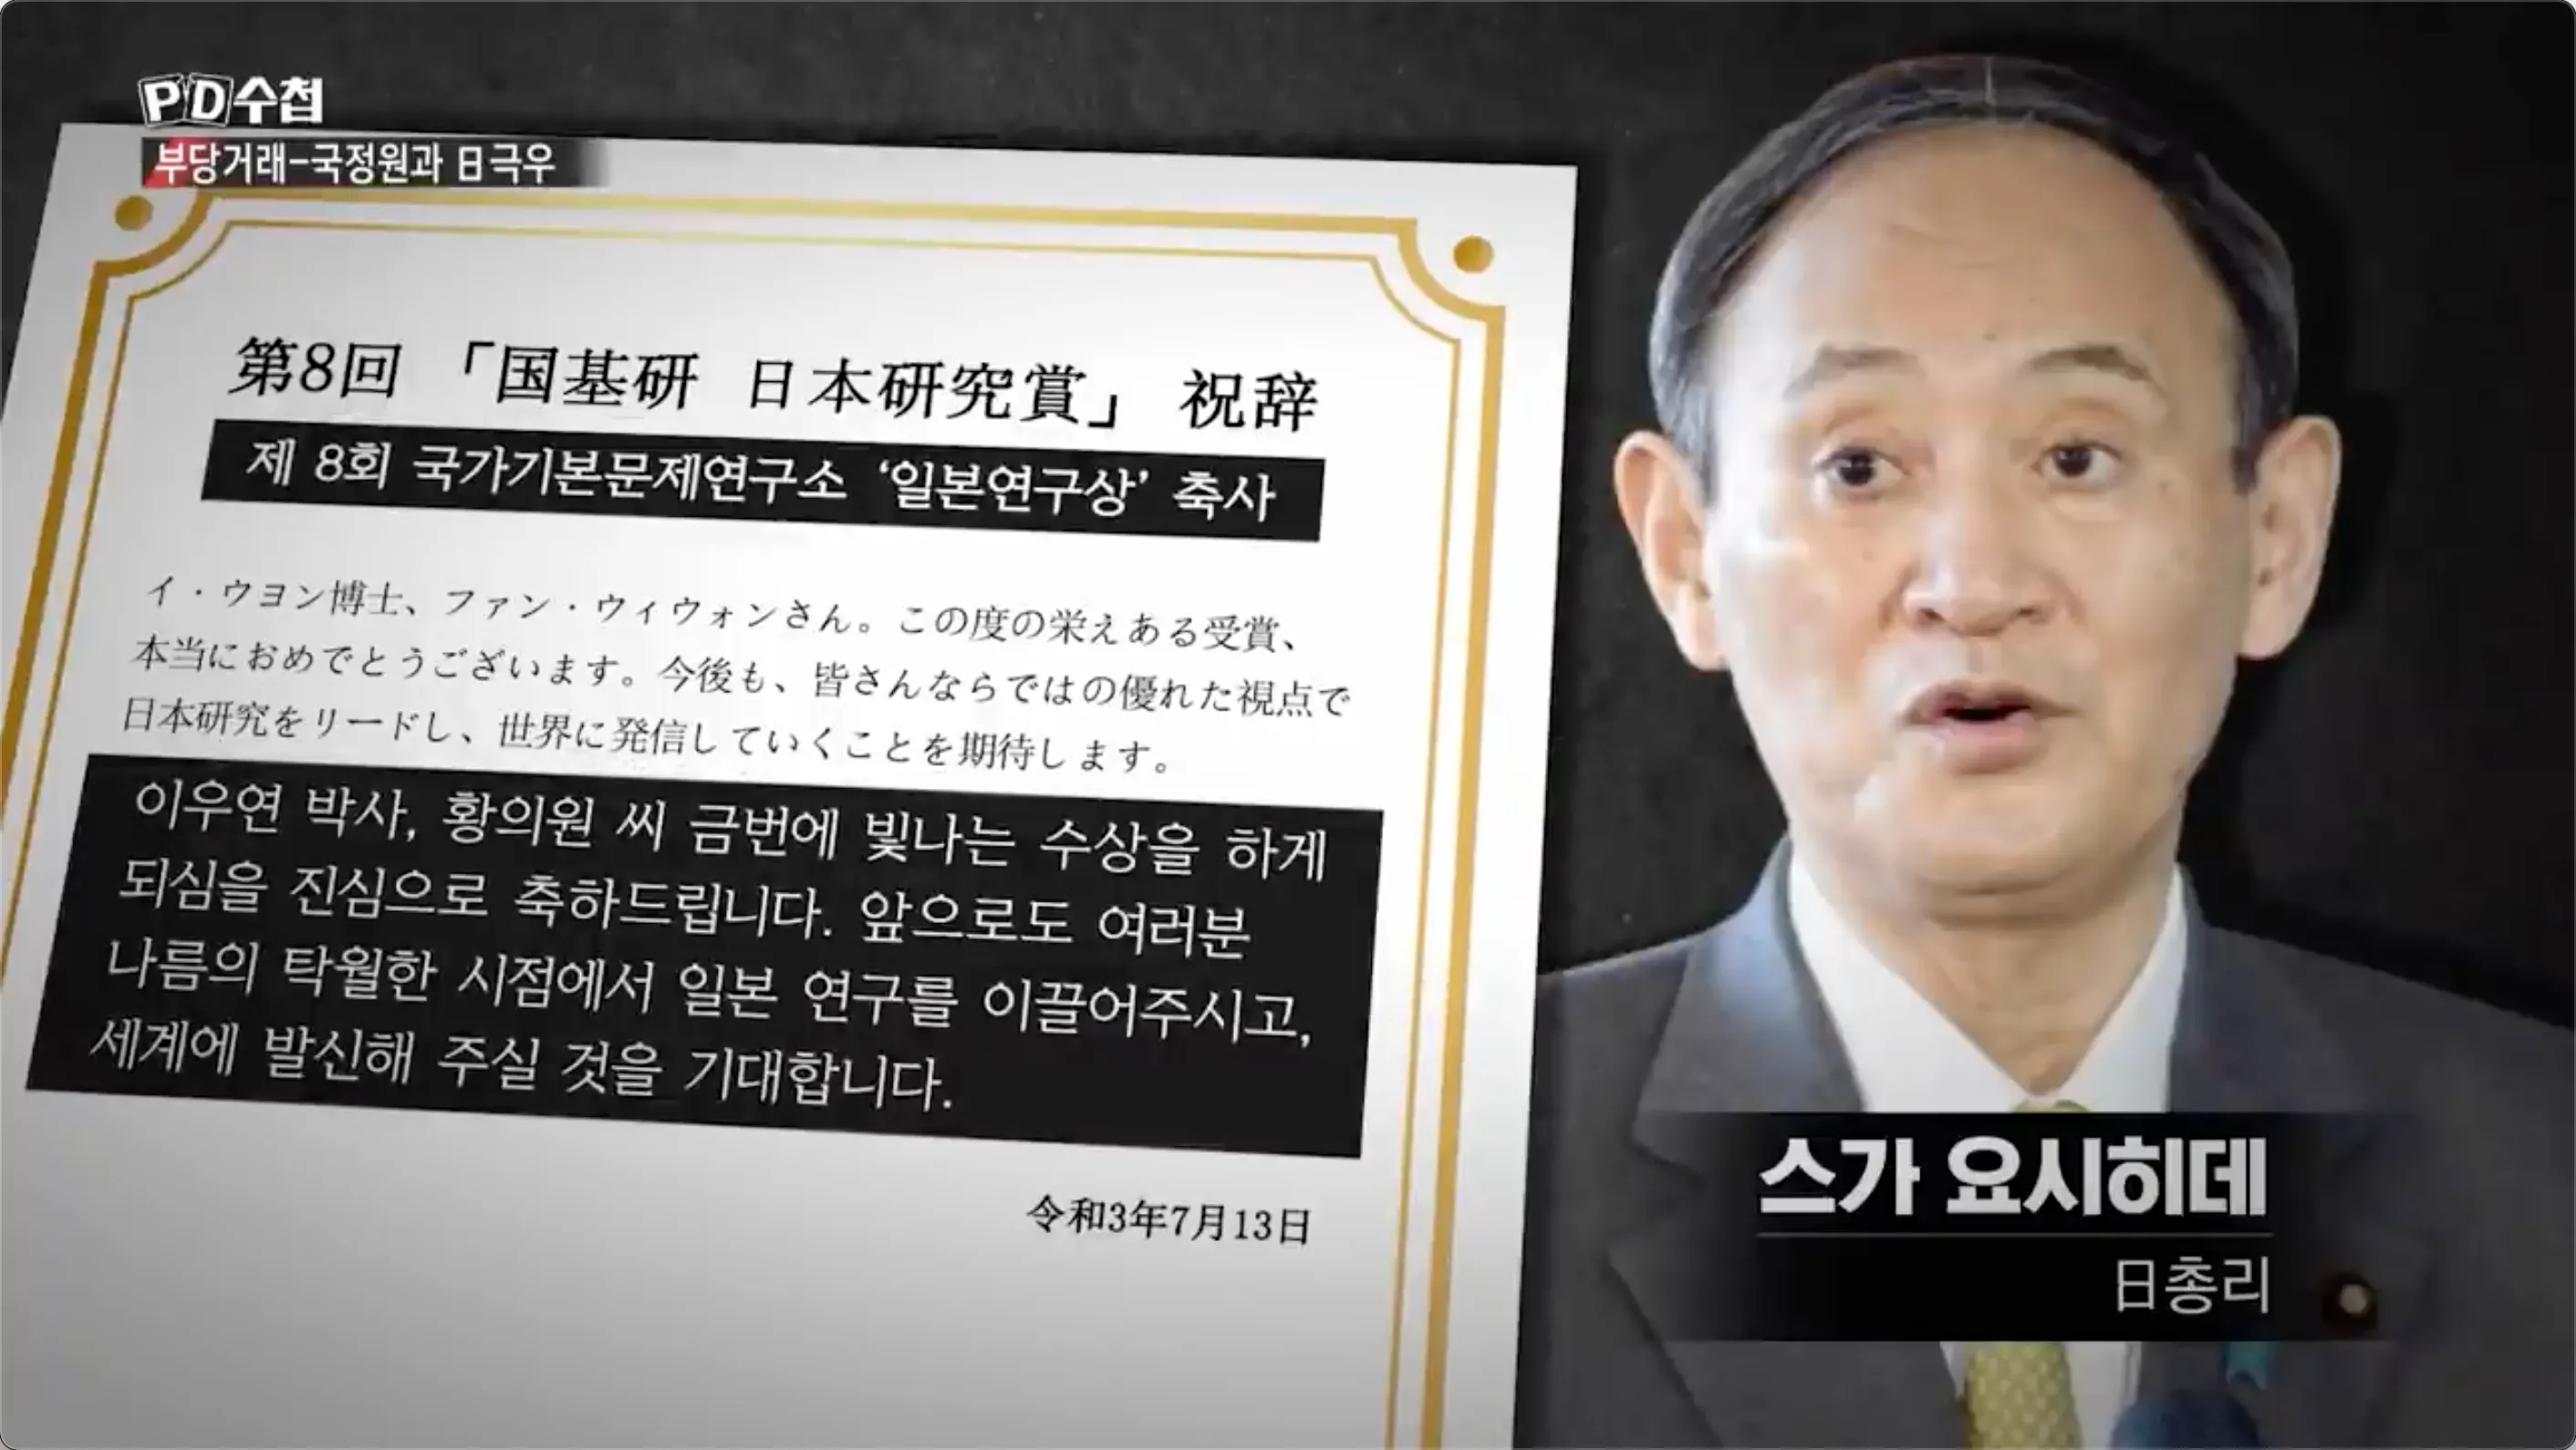 PD수첩
부당거래-국정원과 日극우
第8回 「国基研 日本研究賞」 祝辞
제 8회 국가기본문제연구소 ‘일본연구상’ 축사
イ・ウヨン博士、ファン・ウィウォンさん。この度の栄えある受賞、
本当におめでとうございます。今後も、皆さんならではの優れた視点で
日本研究をリードし、世界に発信していくことを期待します。
이우연 박사, 황의원 씨 금번에 빛나는 수상을 하게
되심을 진심으로 축하드립니다. 앞으로도 여러분
나름의 탁월한 시점에서 일본 연구를 이끌어주시고,
세계에 발신해 주실 것을 기대합니다.
令和3年7月13日
스가 요시히데
日총리